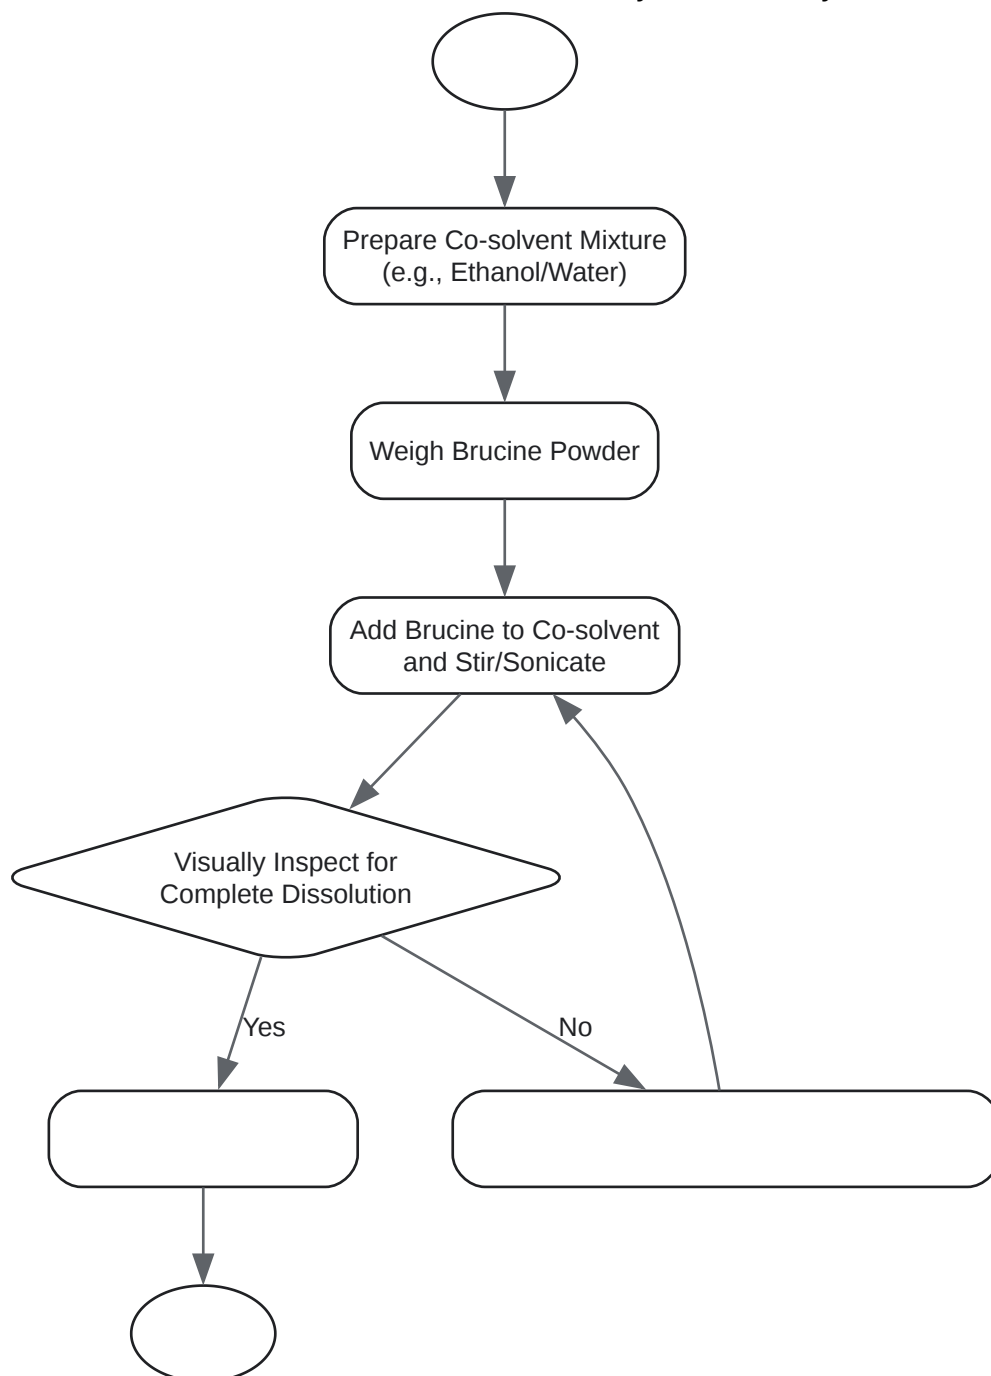 Prepare Co-solvent Mixture
(e.g., Ethanol/Water)
Weigh Brucine Powder
Add Brucine to Co-solvent
and Stir/Sonicate
Visually Inspect for
Complete Dissolution
Yes
No